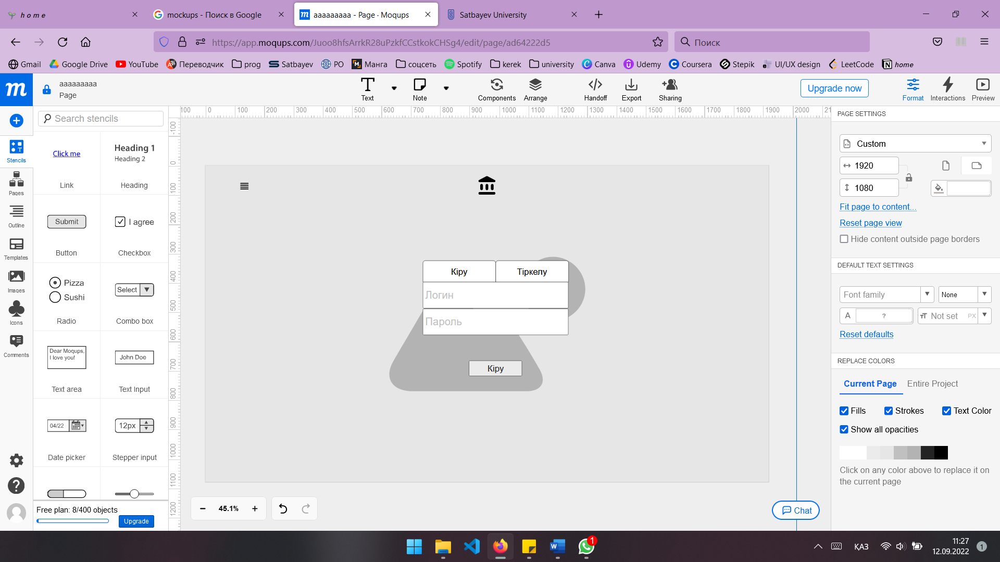 home
mockups - Поиск в Google
ааааааааа - Page · Moqups
Satbayev University
https://app.moqups.com/Juoo8hfsArrkR28uPzkfCCstkokCHSg4/edit/page/ad64222d5
Поиск
Gmail
Google Drive
YouTube
Переводчик
prog
Satbayev
PO
Манга
соцсеть
Spotify
kerek
university
Canva
Udemy
Coursera
Stepik
UI/UX design
LeetCode
home
ааааааааа
Page
Text
Note
Components
Arrange
Handoff
Export
Sharing
Upgrade now
Format
Interactions
Preview
Search stencils
100 0 100 200 300 400 500 600 700 800 900 1000 1100 1200 1300 1400 1500 1600 1700 1800 1900 2000 21
-100 0 100 200 300 400 500 600 700 800 900 1000 1100 1200
Stencils
Pages
Outline
Templates
Images
Icons
Comments
Click me
Link
Heading 1
Heading 2
Heading
Submit
Button
I agree
Checkbox
Pizza
Sushi
Radio
Select
Combo box
Dear Moqups,
I love you!
Text area
John Doe
Text Input
04/22
Date picker
12px
Stepper input
Free plan: 8/400 objects
Upgrade
Кіру
Тіркелу
Логин
Пароль
Кіру
45.1%
Chat
PAGE SETTINGS
Custom
1920
1080
Fit page to content...
Reset page view
Hide content outside page borders
DEFAULT TEXT SETTINGS
Font family
None
A
?
тT Not set PX
Reset defaults
REPLACE COLORS
Current Page
Entire Project
Fills
Strokes
Text Color
Show all opacities
Click on any color above to replace it on
the current page
1
ҚАЗ
11:27
12.09.2022
1